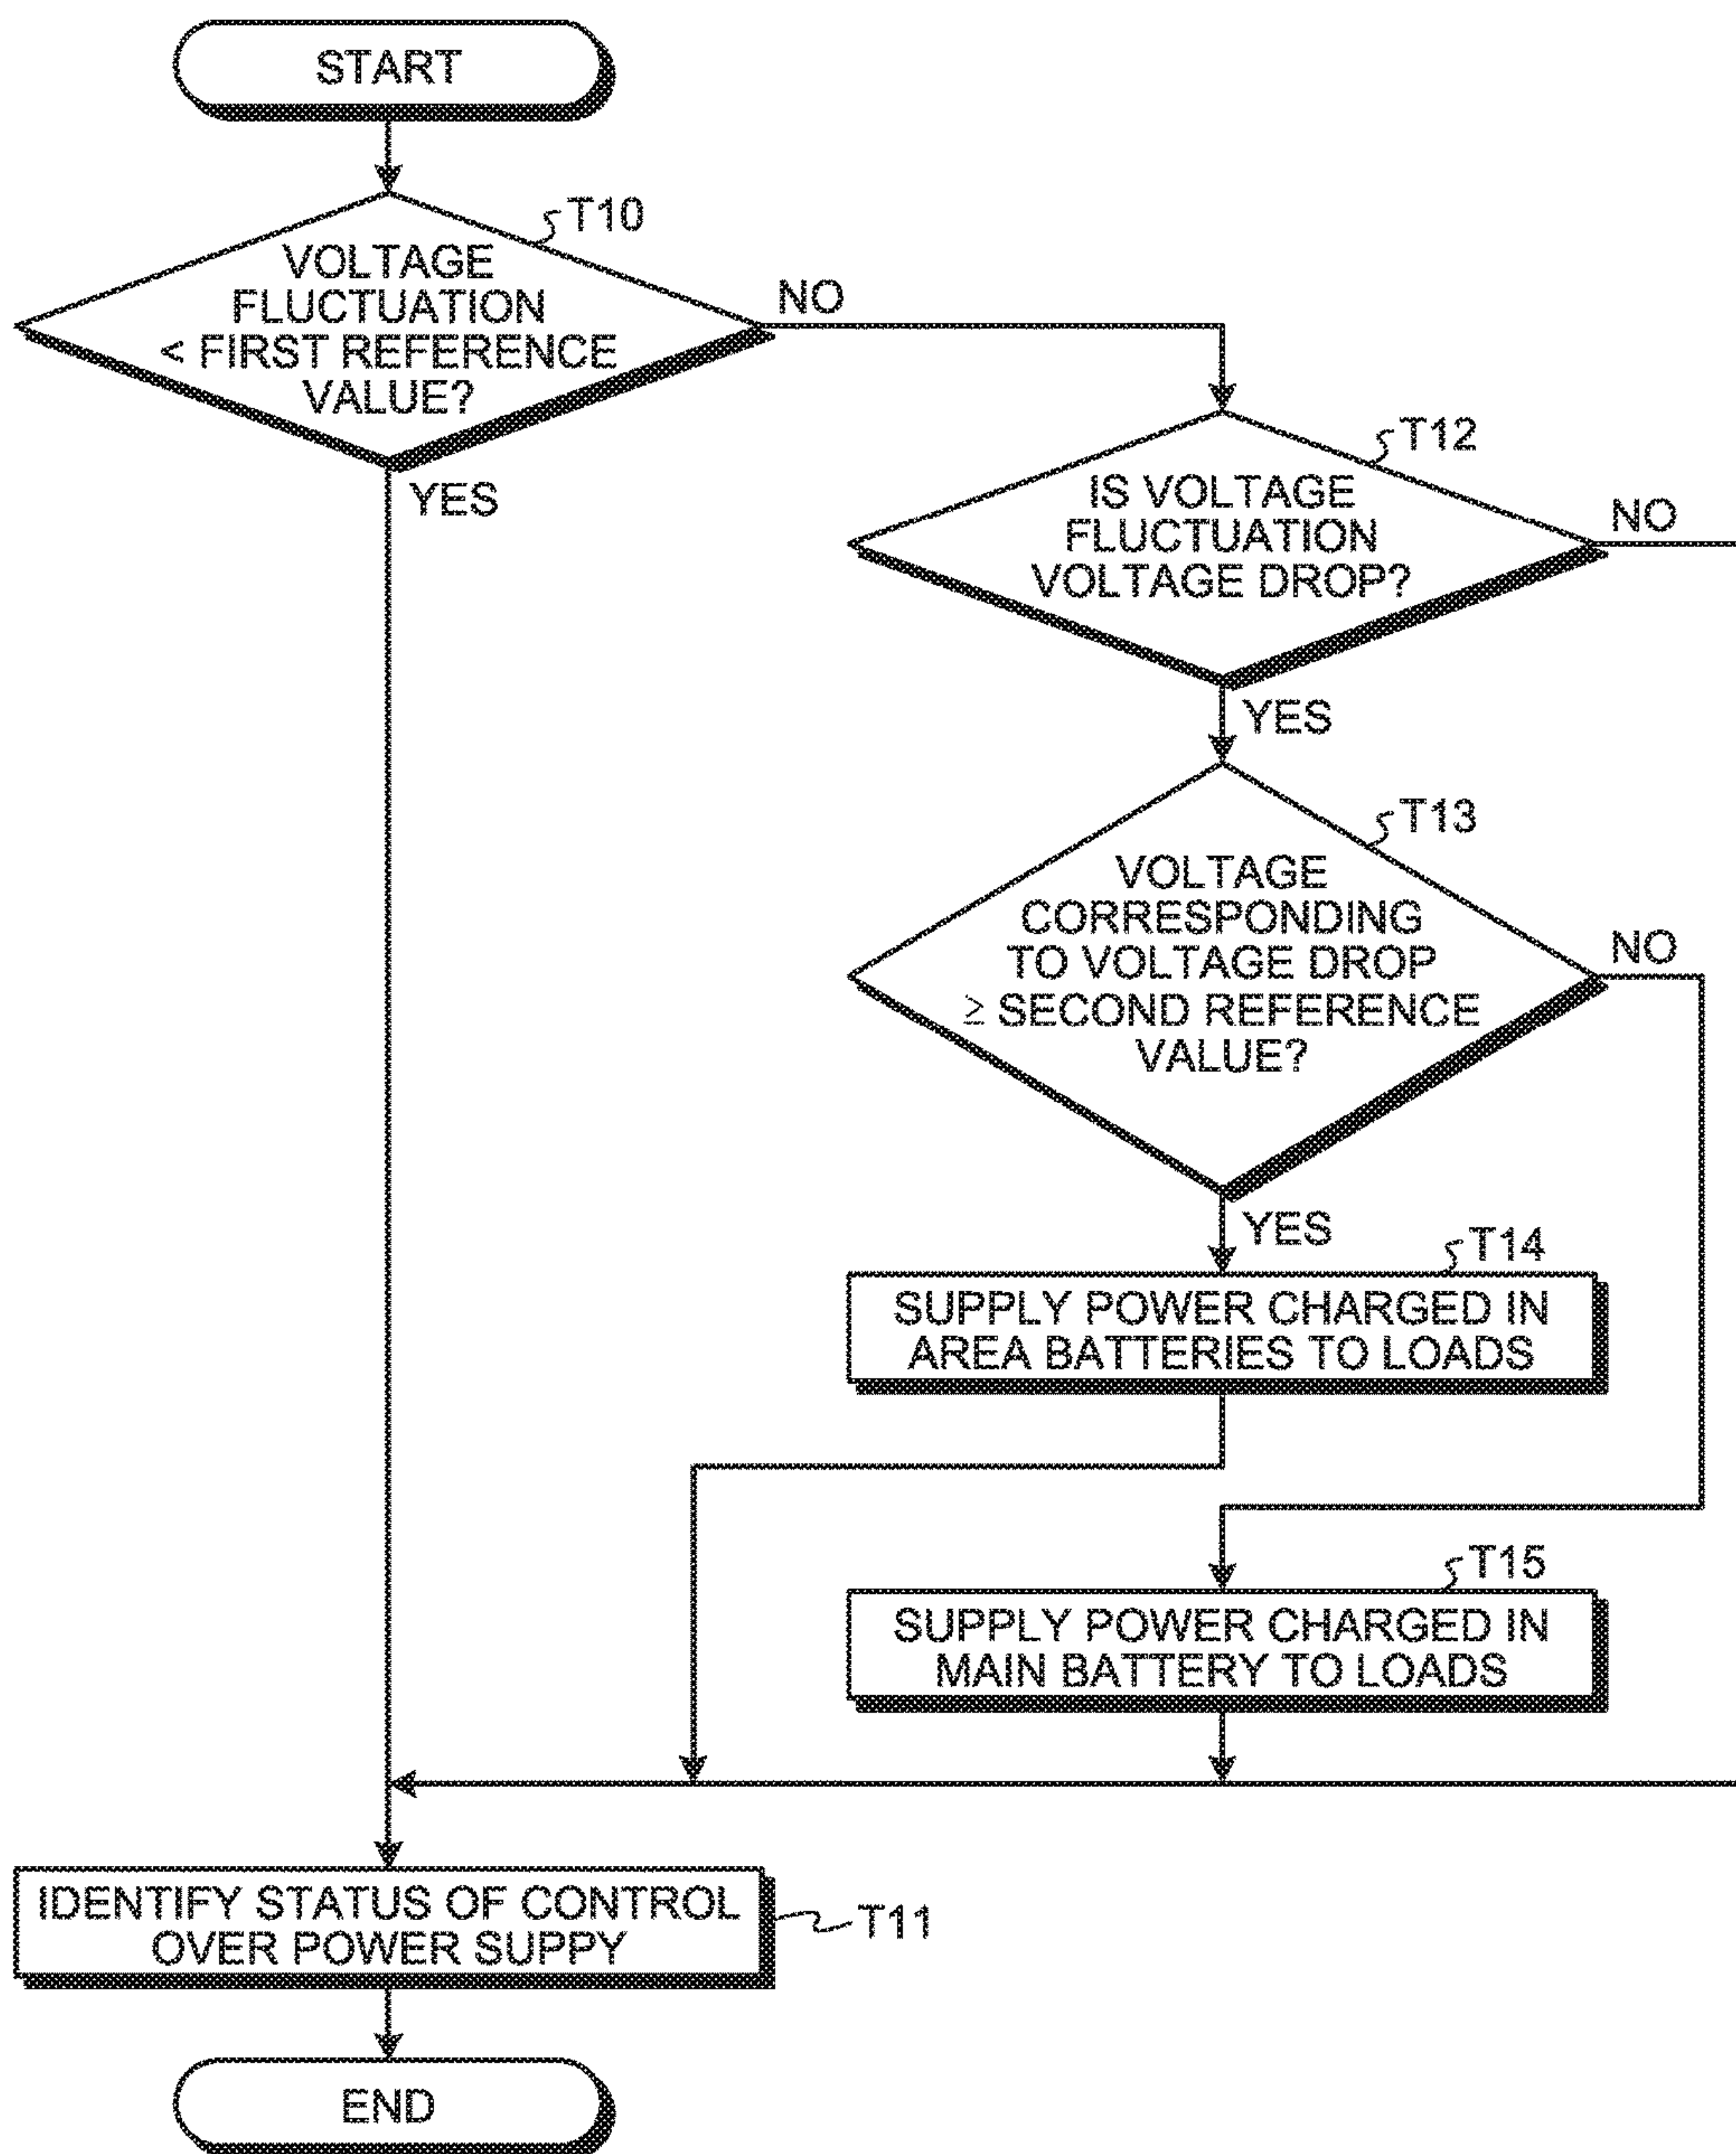 START
T10
VOLTAGE
FLUCTUATION
< FIRST REFERENCE
VALUE?
NO
YES
T12
IS VOLTAGE
FLUCTUATION
VOLTAGE DROP?
NO
YES
T13
VOLTAGE
CORRESPONDING
TO VOLTAGE DROP
≥ SECOND REFERENCE
VALUE?
NO
YES
T14
SUPPLY POWER CHARGED IN
AREA BATTERIES TO LOADS
T15
SUPPLY POWER CHARGED IN
MAIN BATTERY TO LOADS
IDENTIFY STATUS OF CONTROL
OVER POWER SUPPY
T11
END